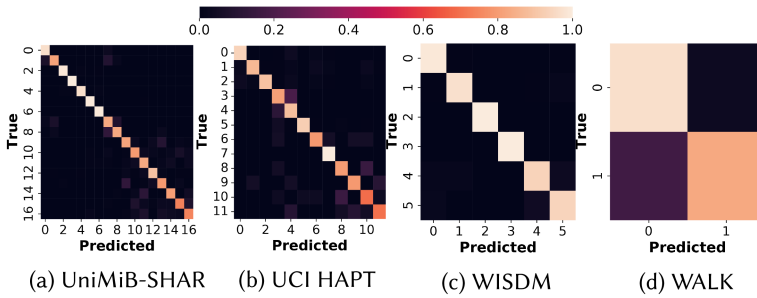 0.0 0.2 0.4 0.6 0.8 1.0
True
0 2 4 6 8 10 12 14 16
0 2 4 6 8 10 12 14 16
Predicted
(a) UniMiB-SHAR
True
0 1 2 3 4 5 6 7 8 9 10 11
0 2 4 6 8 10
Predicted
(b) UCI HAPT
True
0 1 2 3 4 5
0 1 2 3 4 5
Predicted
(c) WISDM
True
0 1
0 1
Predicted
(d) WALK